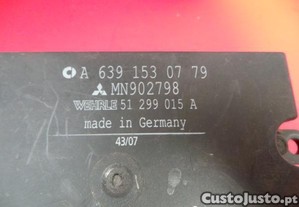 A 639 153 07 79
MN902798
WEHRLE 51 299 015 A
made in Germany
43/07
CustoJusto.pt